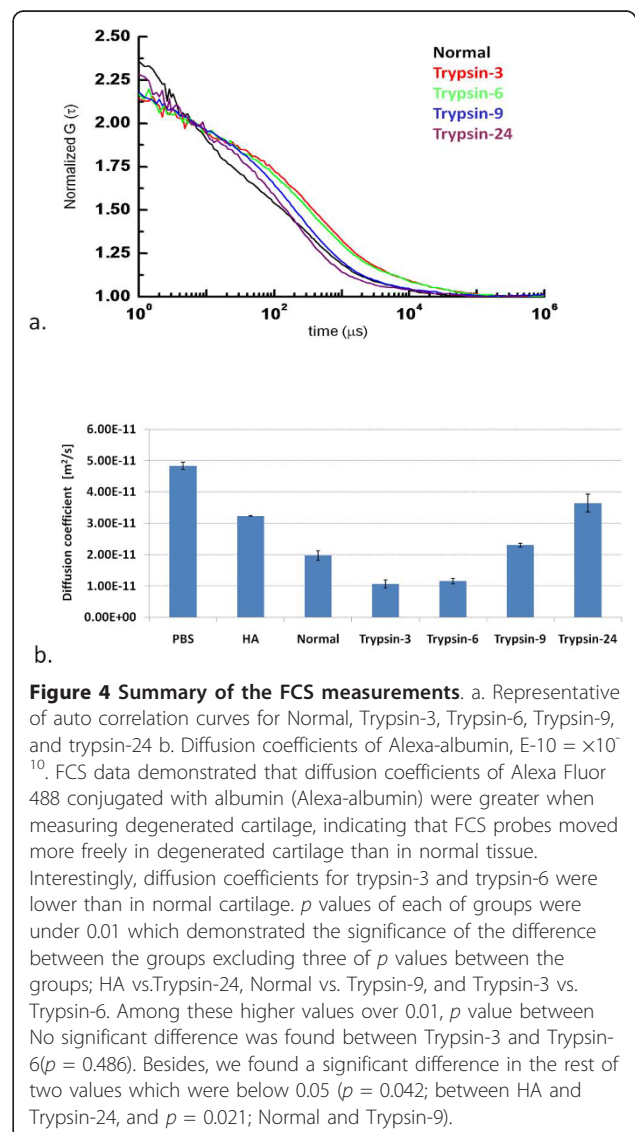 2.50
2.25
2.00
1.75
1.50
1.25
1.00
Normalized G (τ)
Normal
Trypsin-3
Trypsin-6
Trypsin-9
Trypsin-24
10⁰
10²
10⁴
10⁶
time (μs)
a.
6.00E-11
5.00E-11
4.00E-11
3.00E-11
2.00E-11
1.00E-11
0.00E+00
Diffusion coefficient [m²/s]
PBS
HA
Normal
Trypsin-3
Trypsin-6
Trypsin-9
Trypsin-24
b.
Figure 4 Summary of the FCS measurements. a. Representative
of auto correlation curves for Normal, Trypsin-3, Trypsin-6, Trypsin-9,
and trypsin-24 b. Diffusion coefficients of Alexa-albumin, E-10 = ×10⁻
¹⁰. FCS data demonstrated that diffusion coefficients of Alexa Fluor
488 conjugated with albumin (Alexa-albumin) were greater when
measuring degenerated cartilage, indicating that FCS probes moved
more freely in degenerated cartilage than in normal tissue.
Interestingly, diffusion coefficients for trypsin-3 and trypsin-6 were
lower than in normal cartilage. p values of each of groups were
under 0.01 which demonstrated the significance of the difference
between the groups excluding three of p values between the
groups; HA vs.Trypsin-24, Normal vs. Trypsin-9, and Trypsin-3 vs.
Trypsin-6. Among these higher values over 0.01, p value between
No significant difference was found between Trypsin-3 and Trypsin-
6(p = 0.486). Besides, we found a significant difference in the rest of
two values which were below 0.05 (p = 0.042; between HA and
Trypsin-24, and p = 0.021; Normal and Trypsin-9).